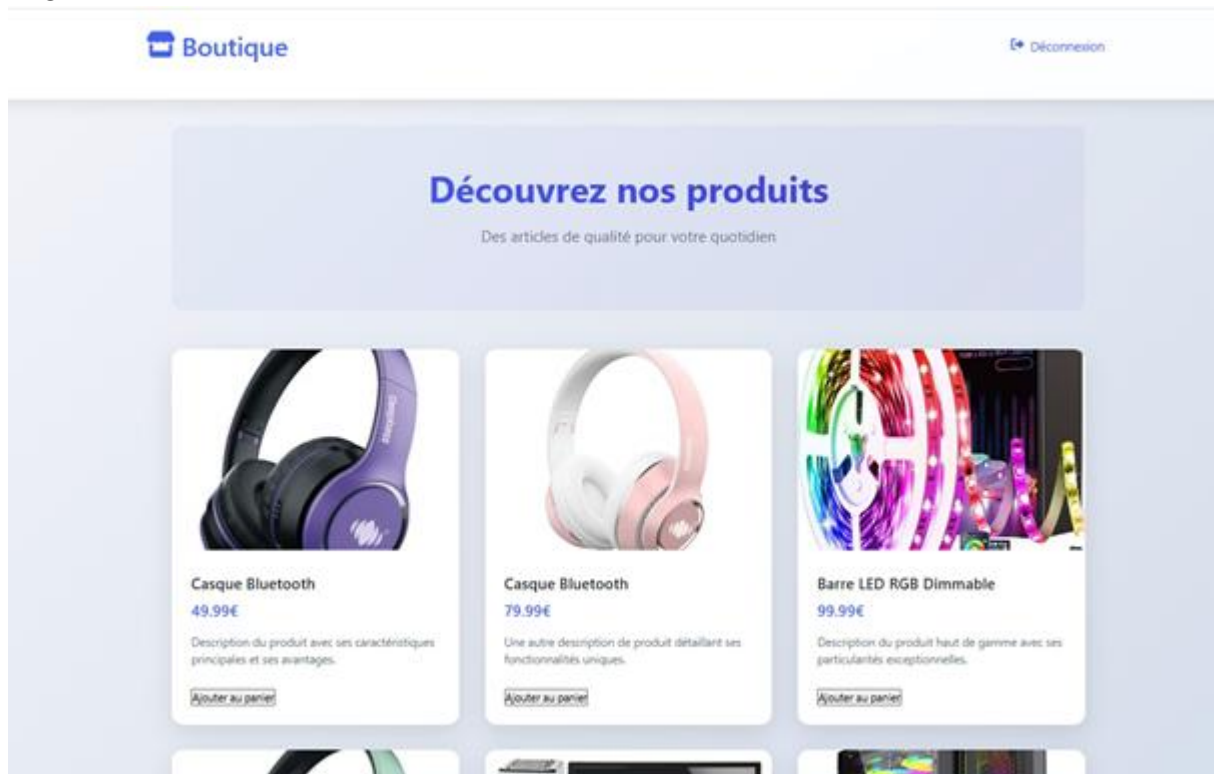 Boutique
Déconnexion
Découvrez nos produits
Des articles de qualité pour votre quotidien
Casque Bluetooth
49.99€
Description du produit avec ses caractéristiques
principales et ses avantages.
Ajouter au panier
Casque Bluetooth
79.99€
Une autre description de produit détaillant ses
fonctionnalités uniques.
Ajouter au panier
Barre LED RGB Dimmable
99.99€
Description du produit haut de gamme avec ses
particularités exceptionnelles.
Ajouter au panier